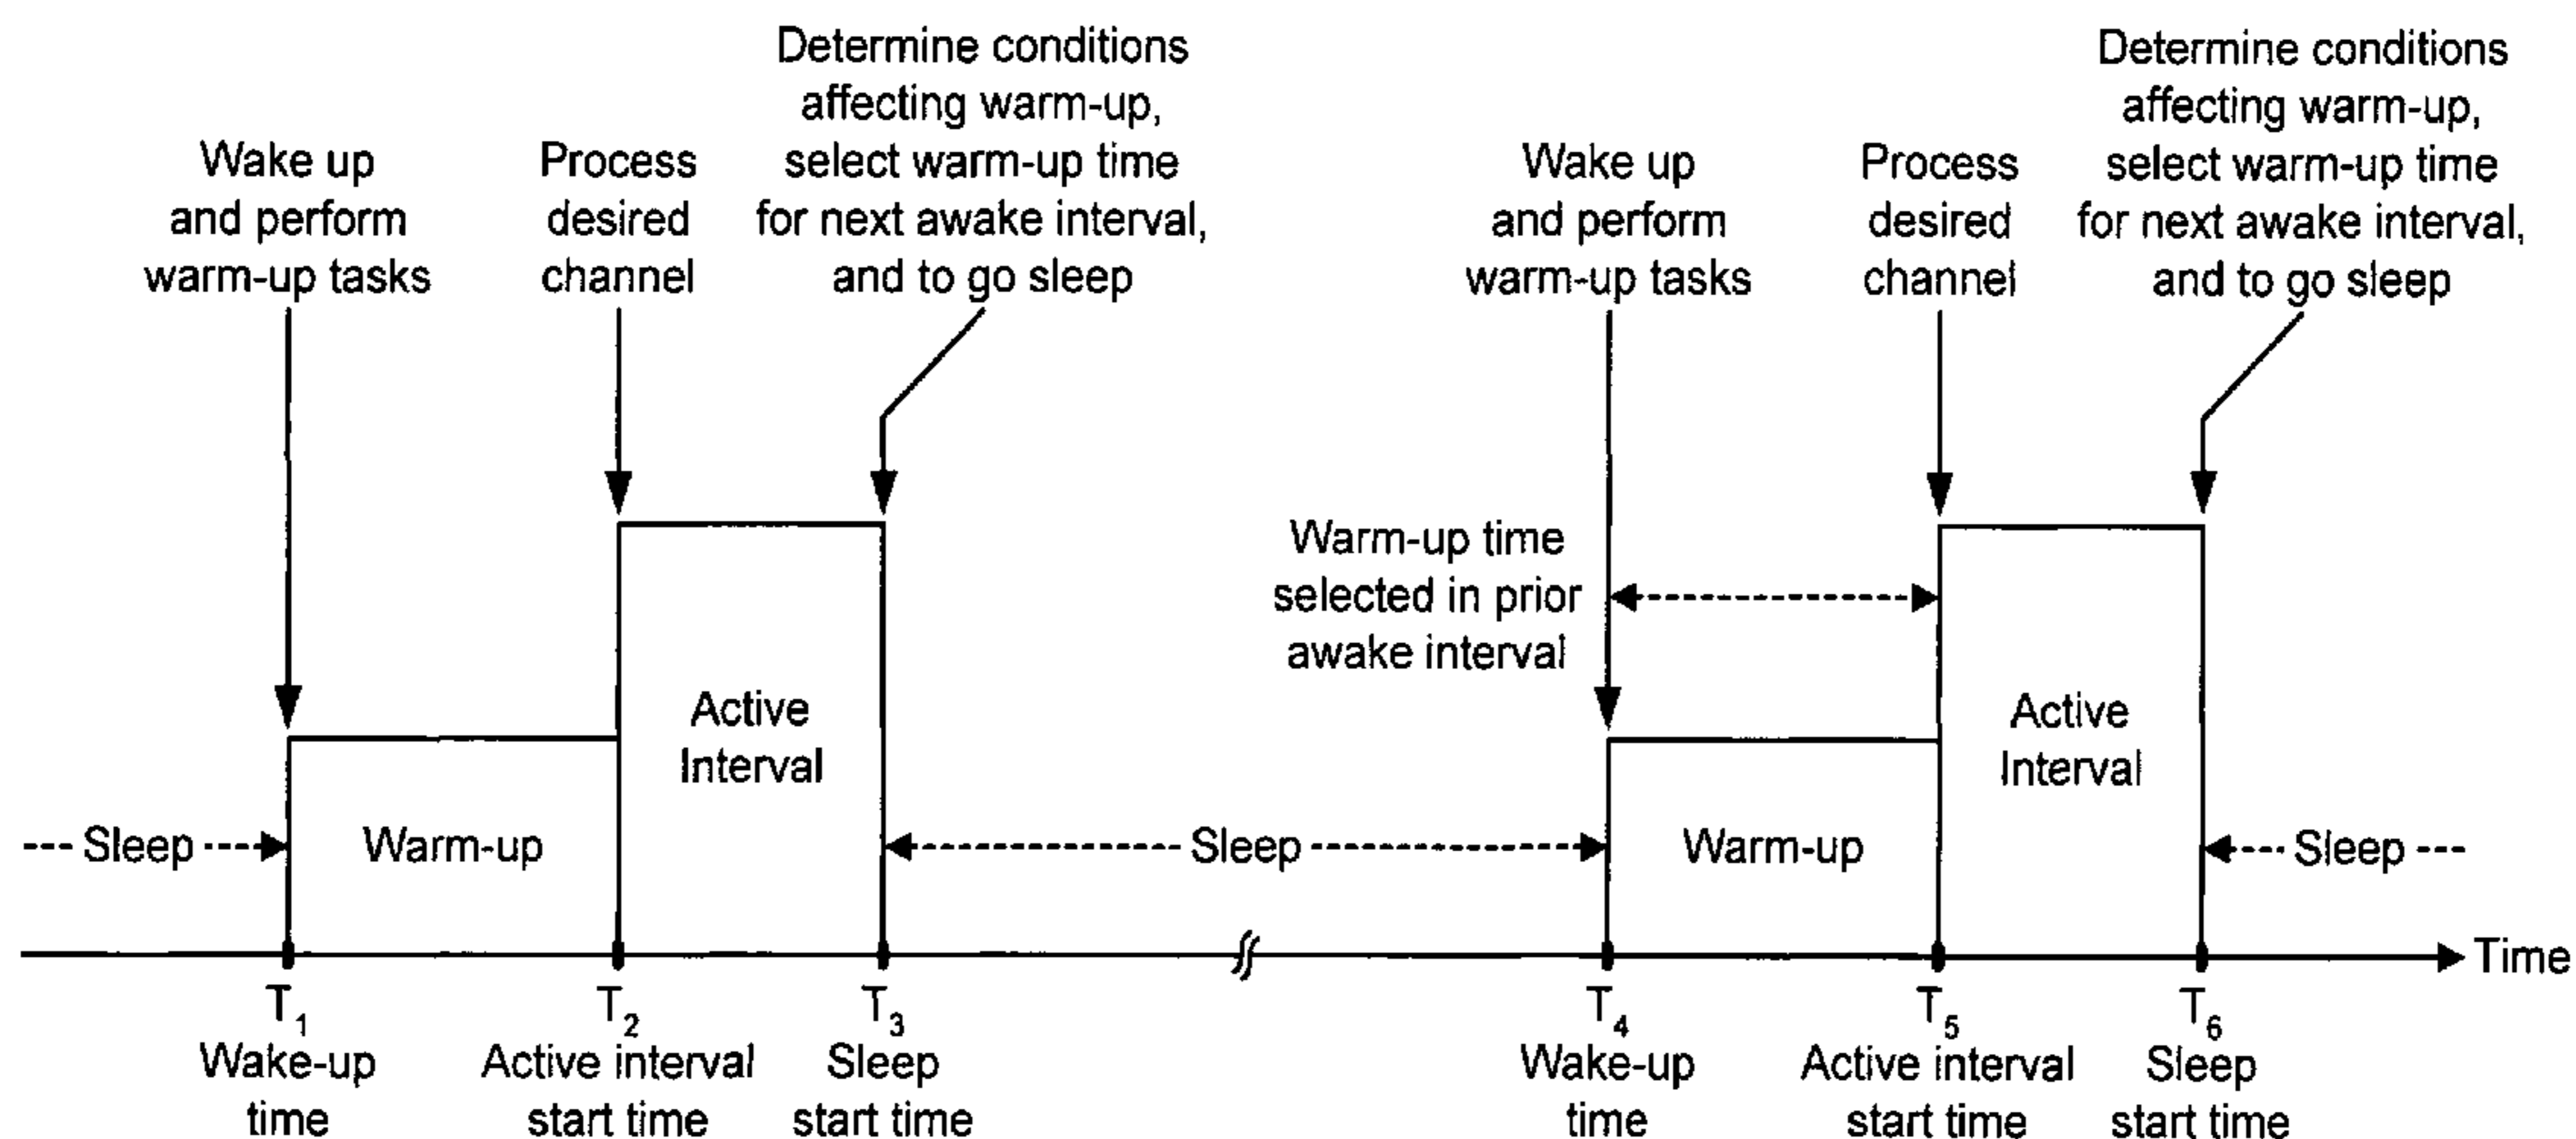 Determine conditions
affecting warm-up,
select warm-up time
for next awake interval,
and to go sleep
Wake up
and perform
warm-up tasks
Process
desired
channel
Determine conditions
affecting warm-up,
select warm-up time
for next awake interval,
and to go sleep
Wake up
and perform
warm-up tasks
Process
desired
channel
Warm-up time
selected in prior
awake interval
Active
Interval
Active
Interval
Sleep
Warm-up
Sleep
Warm-up
Sleep
Time
T1
Wake-up
time
T2
Active interval
start time
T3
Sleep
start time
T4
Wake-up
time
T5
Active interval
start time
T6
Sleep
start time